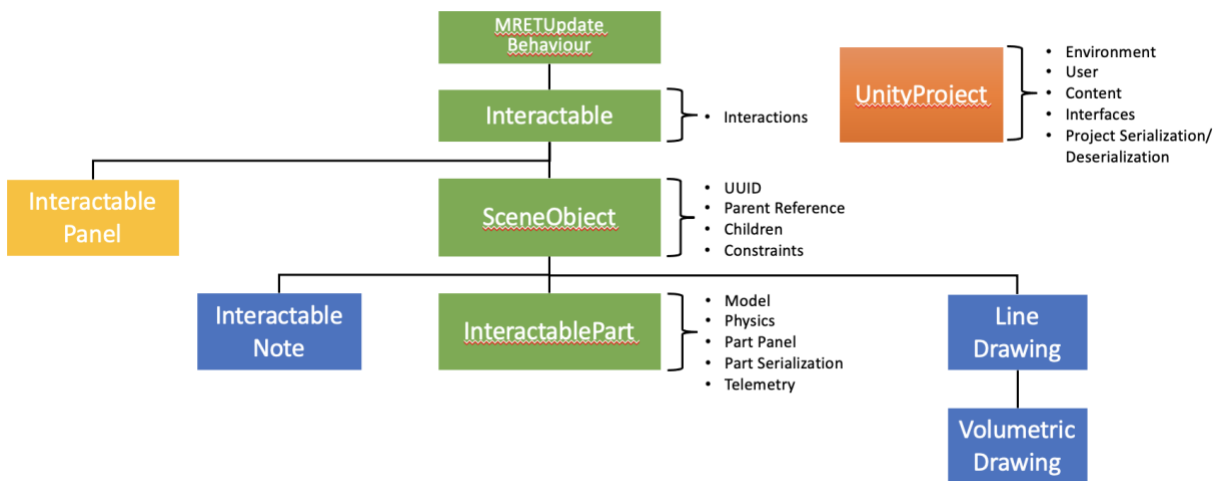 MRETUpdate
Behaviour
UnityProject
• Environment
• User
• Content
• Interfaces
• Project Serialization/
Deserialization
Interactable
• Interactions
Interactable
Panel
SceneObject
• UUID
• Parent Reference
• Children
• Constraints
Interactable
Note
InteractablePart
• Model
• Physics
• Part Panel
• Part Serialization
• Telemetry
Line
Drawing
Volumetric
Drawing